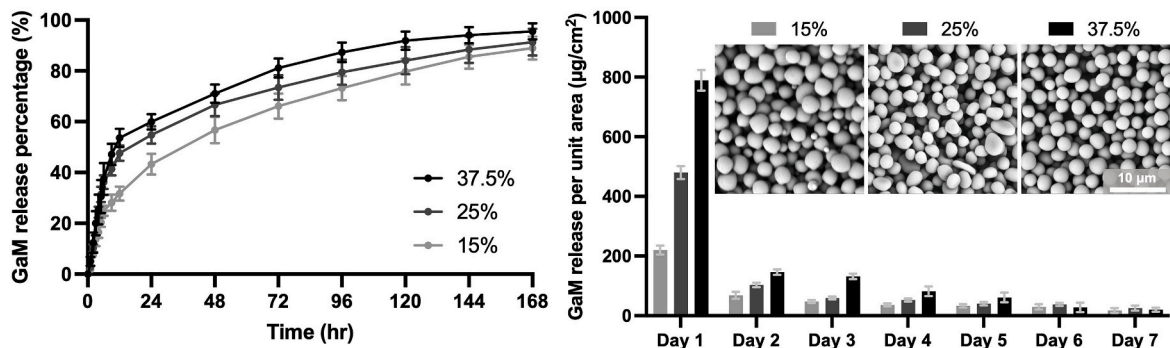 GaM release percentage (%)
100
80
60
40
20
0
37.5%
25%
15%
0 24 48 72 96 120 144 168
Time (hr)
GaM release per unit area (µg/cm²)
1000
800
600
400
200
0
15% 25% 37.5%
10 µm
Day 1 Day 2 Day 3 Day 4 Day 5 Day 6 Day 7